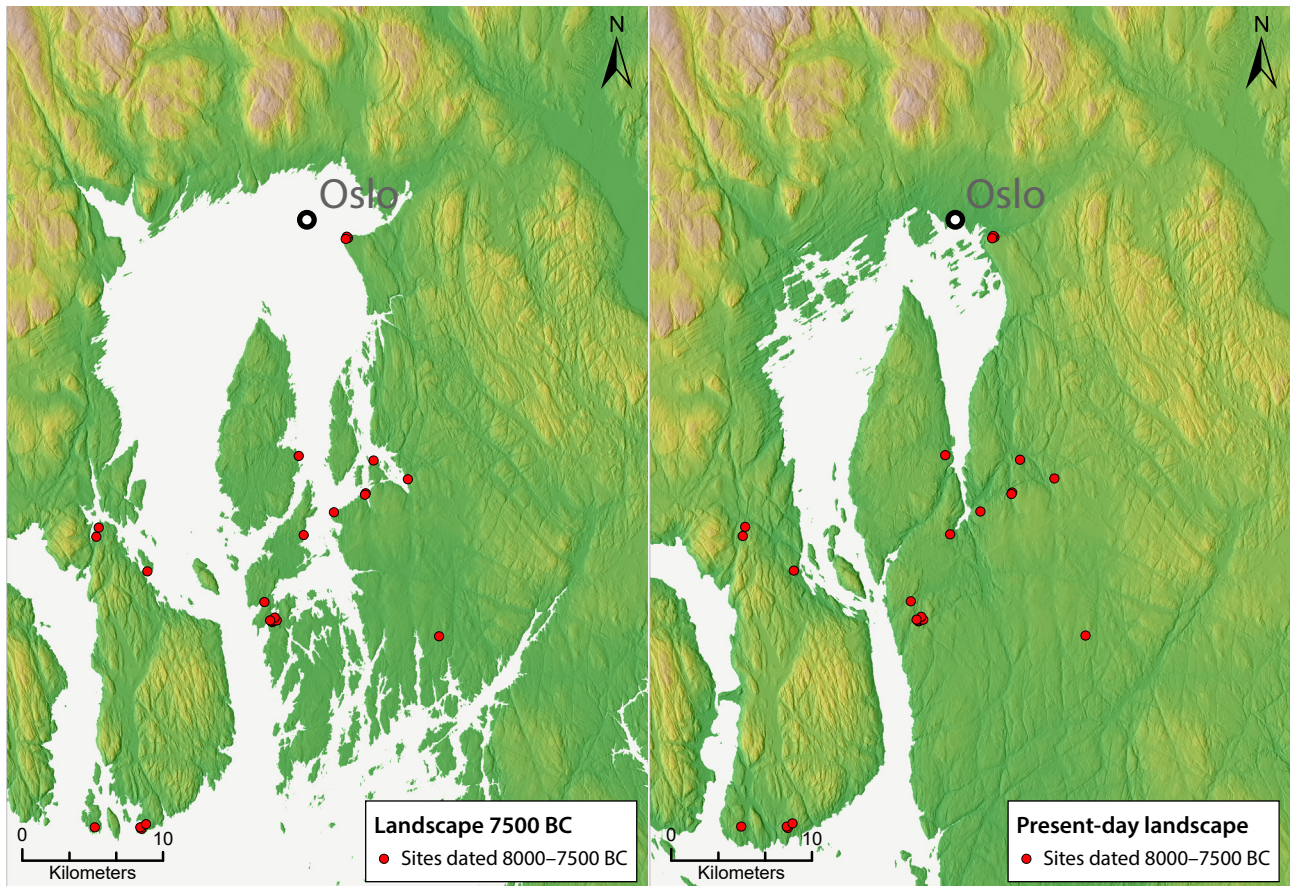 N
Oslo
Landscape 7500 BC
Sites dated 8000–7500 BC
0
10
Kilometers
N
Oslo
Present-day landscape
Sites dated 8000–7500 BC
0
10
Kilometers